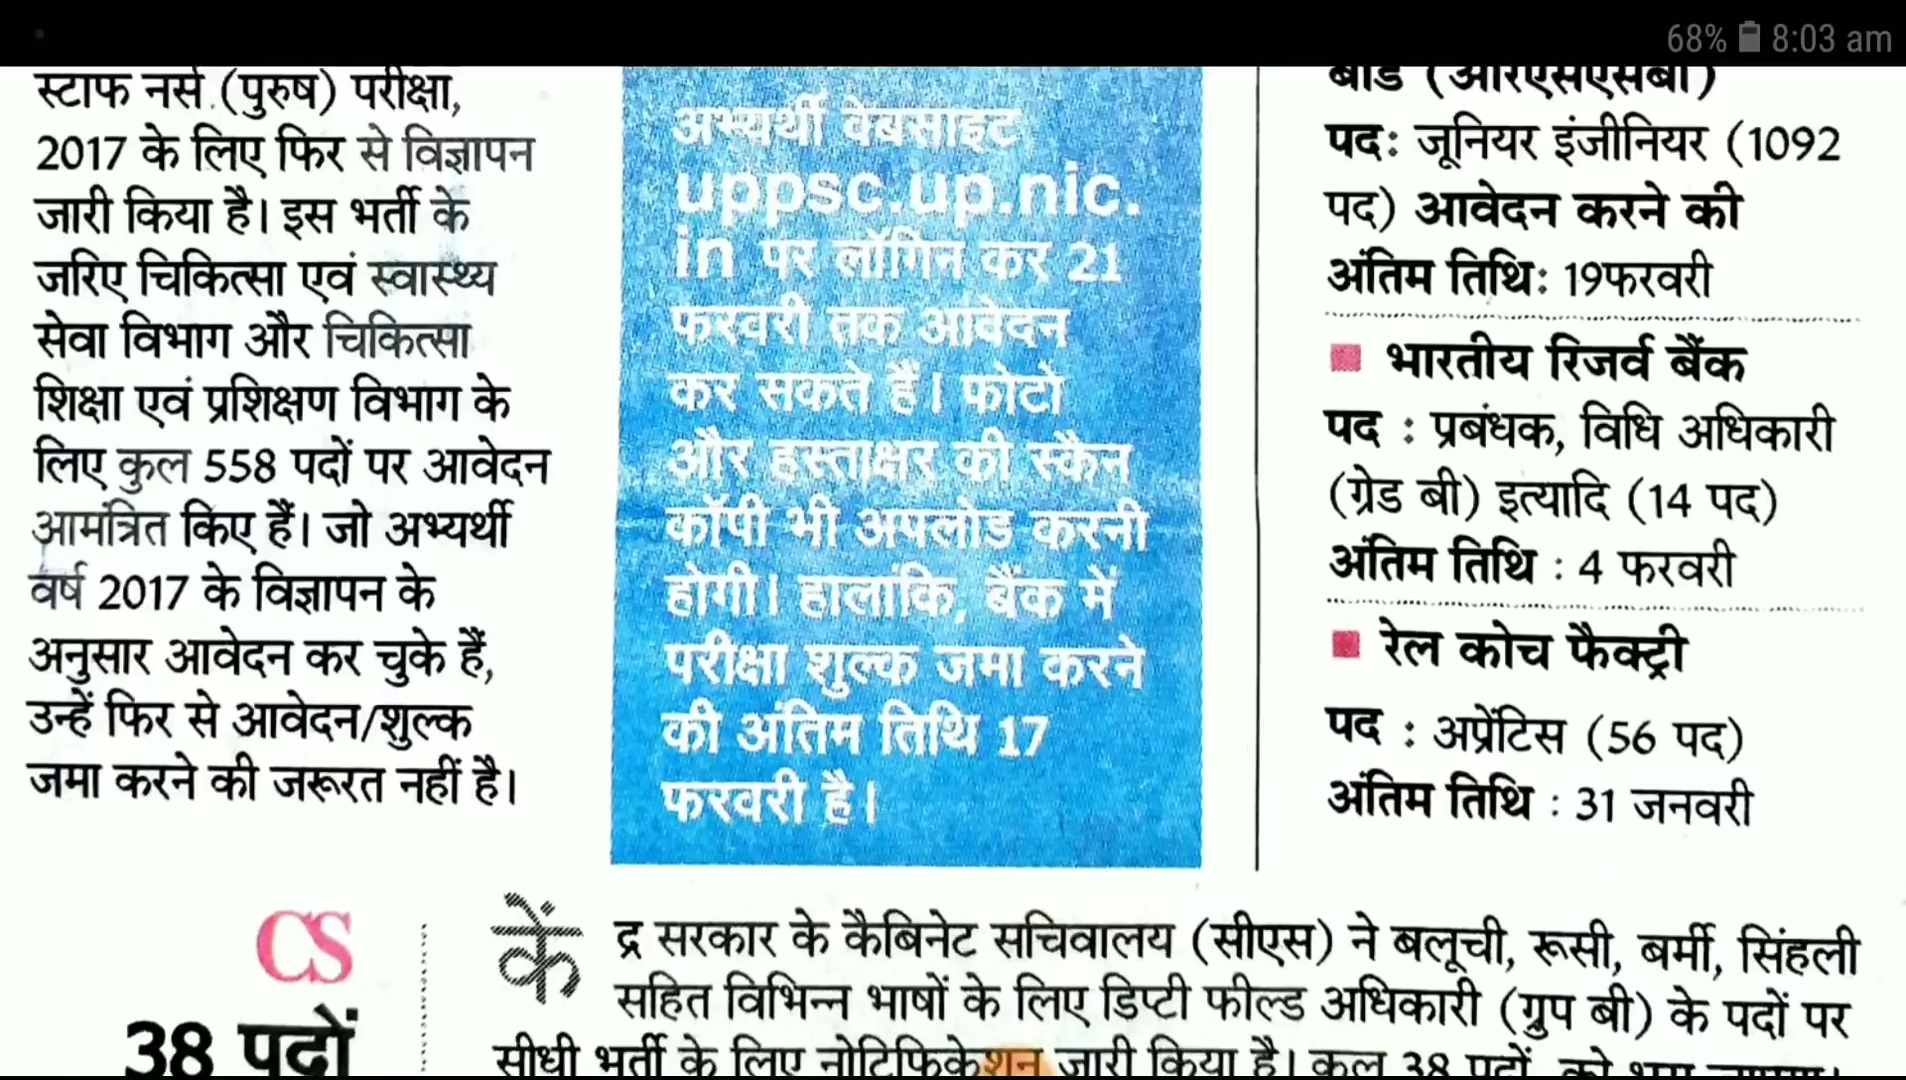 68% 8:03 am
स्टाफ नर्स (पुरुष) परीक्षा,
2017 के लिए फिर से विज्ञापन
जारी किया है। इस भर्ती के
जरिए चिकित्सा एवं स्वास्थ्य
सेवा विभाग और चिकित्सा
शिक्षा एवं प्रशिक्षण विभाग के
लिए कुल 558 पदों पर आवेदन
आमंत्रित किए हैं। जो अभ्यर्थी
वर्ष 2017 के विज्ञापन के
अनुसार आवेदन कर चुके हैं,
उन्हें फिर से आवेदन/शुल्क
जमा करने की जरूरत नहीं है।
अभ्यर्थी वेबसाइट
uppsc.up.nic.
in पर लॉगिन कर 21
फरवरी तक आवेदन
कर सकते हैं। फोटो
और हस्ताक्षर की स्कैन
कॉपी भी अपलोड करनी
होगी। हालांकि, बैंक में
परीक्षा शुल्क जमा करने
की अंतिम तिथि 17
फरवरी है।
बोर्ड (आरएसएसबी)
पद: जूनियर इंजीनियर (1092
पद) आवेदन करने की
अंतिम तिथि: 19फरवरी
भारतीय रिजर्व बैंक
पद : प्रबंधक, विधि अधिकारी
(ग्रेड बी) इत्यादि (14 पद)
अंतिम तिथि : 4 फरवरी
रेल कोच फैक्ट्री
पद : अप्रेंटिस (56 पद)
अंतिम तिथि : 31 जनवरी
CS
38 पदों
केंद्र सरकार के कैबिनेट सचिवालय (सीएस) ने बलूची, रूसी, बर्मी, सिंहली
सहित विभिन्न भाषों के लिए डिप्टी फील्ड अधिकारी (ग्रुप बी) के पदों पर
सीधी भर्ती के लिए नोटिफिकेशन जारी किया है। कुल 38 पदों को भरा